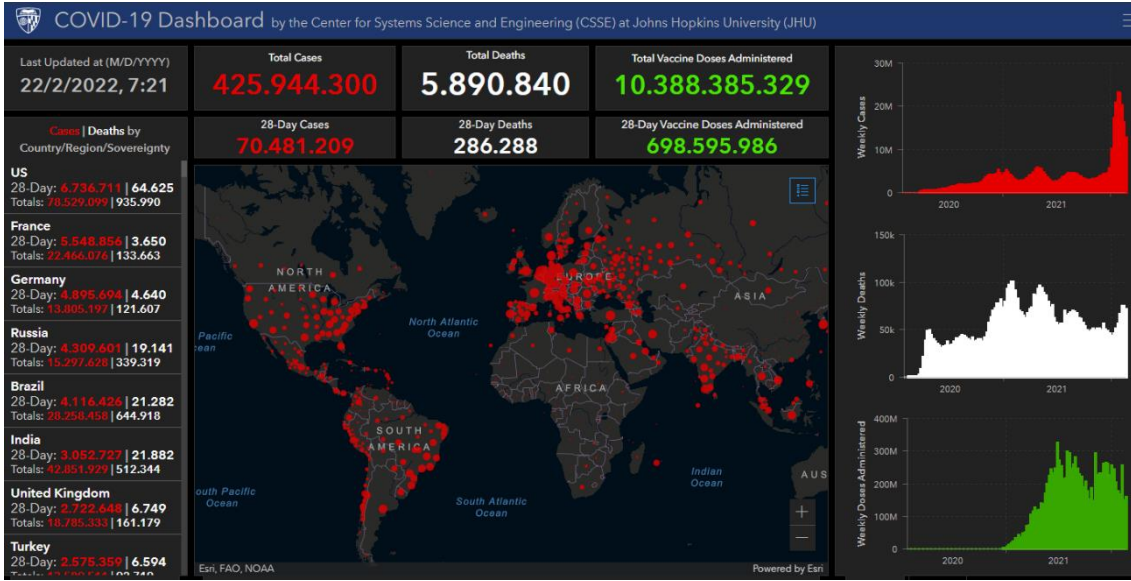 COVID-19 Dashboard by the Center for Systems Science and Engineering (CSSE) at Johns Hopkins University (JHU)
Last Updated at (M/D/YYYY)
22/2/2022, 7:21
Cases | Deaths by
Country/Region/Sovereignty
US
28-Day: 6.736.711 | 64.625
Totals: 78.529.099 | 935.990
France
28-Day: 5.548.856 | 3.650
Totals: 22.466.076 | 133.663
Germany
28-Day: 4.895.694 | 4.640
Totals: 13.805.197 | 121.607
Russia
28-Day: 4.309.601 | 19.141
Totals: 15.297.628 | 339.319
Brazil
28-Day: 4.116.426 | 21.282
Totals: 28.258.458 | 644.918
India
28-Day: 3.052.727 | 21.882
Totals: 42.851.929 | 512.344
United Kingdom
28-Day: 2.722.648 | 6.749
Totals: 18.785.333 | 161.179
Turkey
28-Day: 2.575.359 | 6.594
Total Cases
425.944.300
Total Deaths
5.890.840
Total Vaccine Doses Administered
10.388.385.329
28-Day Cases
70.481.209
28-Day Deaths
286.288
28-Day Vaccine Doses Administered
698.595.986
NORTH
AMERICA
EUROPE
ASIA
North Atlantic
Ocean
Pacific
AFRICA
SOUTH
AMERICA
Indian
Ocean
AUS
Pacific
Ocean
South Atlantic
Ocean
+
−
Esri, FAO, NOAA
Powered by Esri
Weekly Cases
30M
20M
10M
0
2020
2021
Weekly Deaths
150k
100k
50k
0
2020
2021
Weekly Doses Administered
400M
300M
200M
100M
0
2020
2021